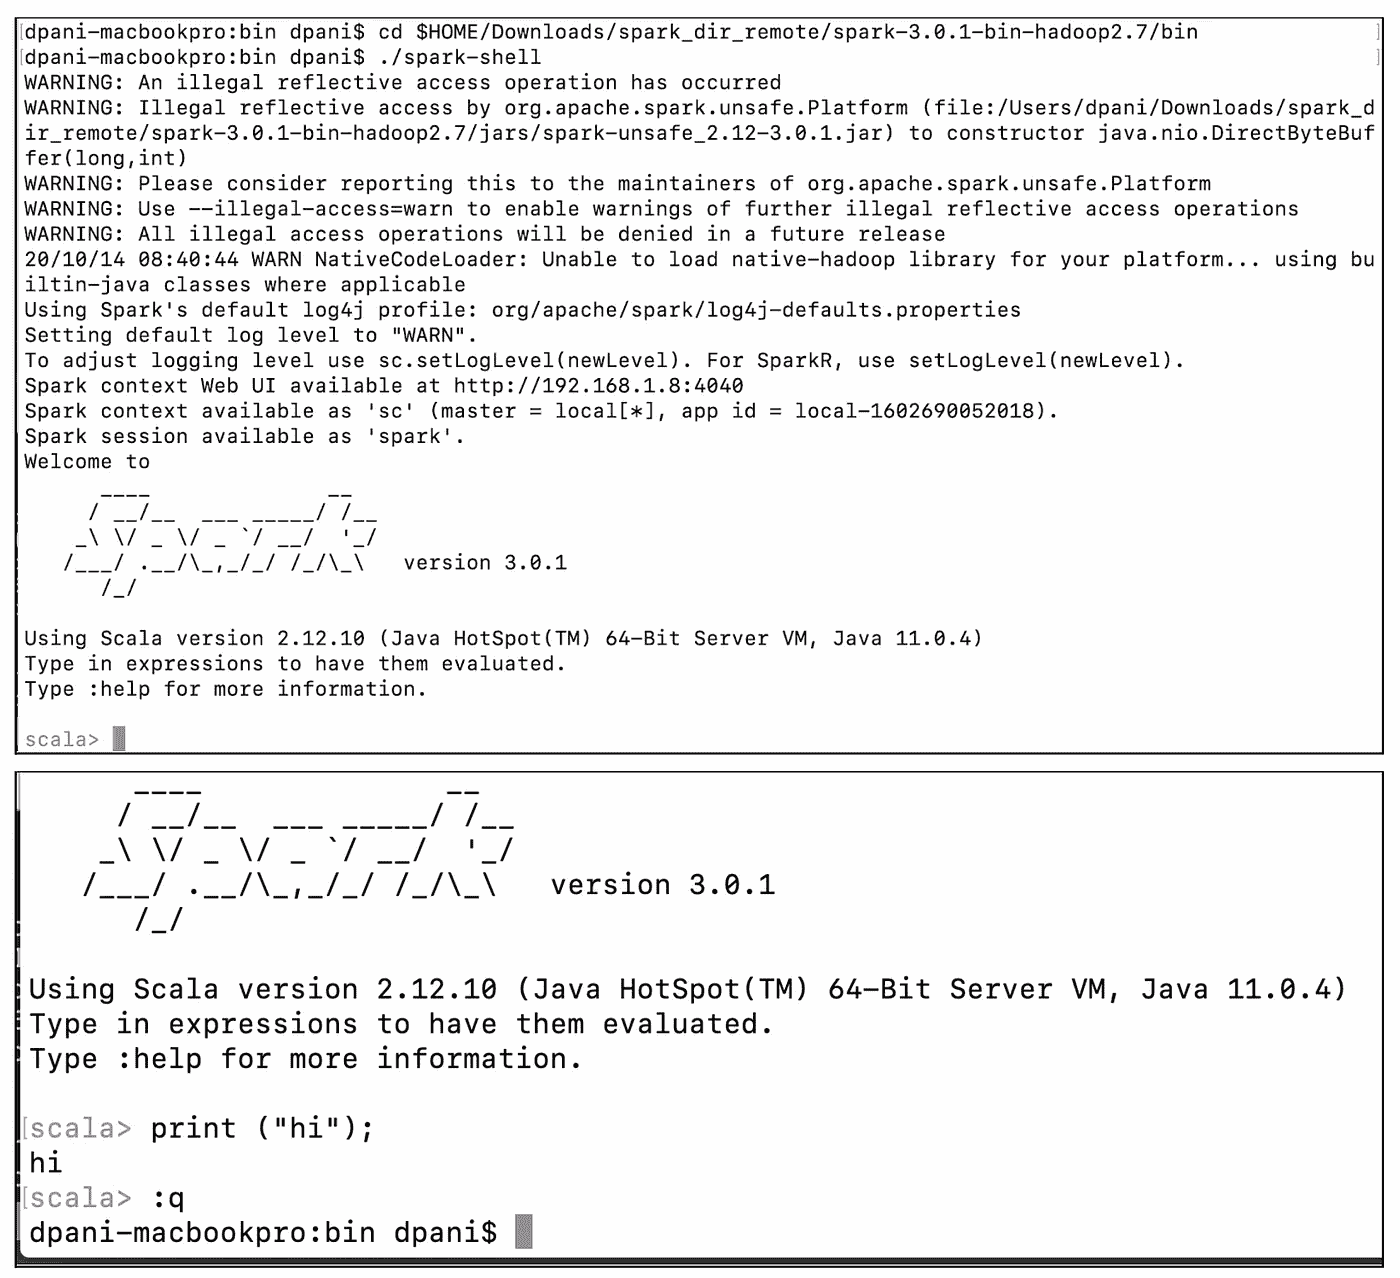 dpani-macbookpro:bin dpani$ cd $HOME/Downloads/spark_dir_remote/spark-3.0.1-bin-hadoop2.7/bin
dpani-macbookpro:bin dpani$ ./spark-shell
WARNING: An illegal reflective access operation has occurred
WARNING: Illegal reflective access by org.apache.spark.unsafe.Platform (file:/Users/dpani/Downloads/spark_d
ir_remote/spark-3.0.1-bin-hadoop2.7/jars/spark-unsafe_2.12-3.0.1.jar) to constructor java.nio.DirectByteBuf
fer(long,int)
WARNING: Please consider reporting this to the maintainers of org.apache.spark.unsafe.Platform
WARNING: Use --illegal-access=warn to enable warnings of further illegal reflective access operations
WARNING: All illegal access operations will be denied in a future release
20/10/14 08:40:44 WARN NativeCodeLoader: Unable to load native-hadoop library for your platform... using bu
iltin-java classes where applicable
Using Spark's default log4j profile: org/apache/spark/log4j-defaults.properties
Setting default log level to "WARN".
To adjust logging level use sc.setLogLevel(newLevel). For SparkR, use setLogLevel(newLevel).
Spark context Web UI available at http://192.168.1.8:4040
Spark context available as 'sc' (master = local[*], app id = local-1602690052018).
Spark session available as 'spark'.
Welcome to
      ____              __
     / __/__  ___ _____/ /__
    _\ \/ _ \/ _ `/ __/  '_/
   /___/ .__/\_,_/_/ /_/\_\   version 3.0.1
      /_/
Using Scala version 2.12.10 (Java HotSpot(TM) 64-Bit Server VM, Java 11.0.4)
Type in expressions to have them evaluated.
Type :help for more information.
scala>
      ____              __
     / __/__  ___ _____/ /__
    _\ \/ _ \/ _ `/ __/  '_/
   /___/ .__/\_,_/_/ /_/\_\   version 3.0.1
      /_/
Using Scala version 2.12.10 (Java HotSpot(TM) 64-Bit Server VM, Java 11.0.4)
Type in expressions to have them evaluated.
Type :help for more information.
scala> print ("hi");
hi
scala> :q
dpani-macbookpro:bin dpani$